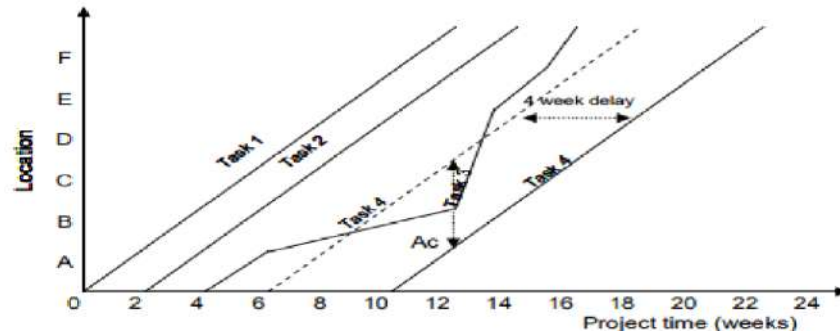 F
E
D
C
B
A
Location
Task 1
Task 2
Task 4
Task 3
Task 4
4 week delay
Ac
0 2 4 6 8 10 12 14 16 18 20 22 24
Project time (weeks)